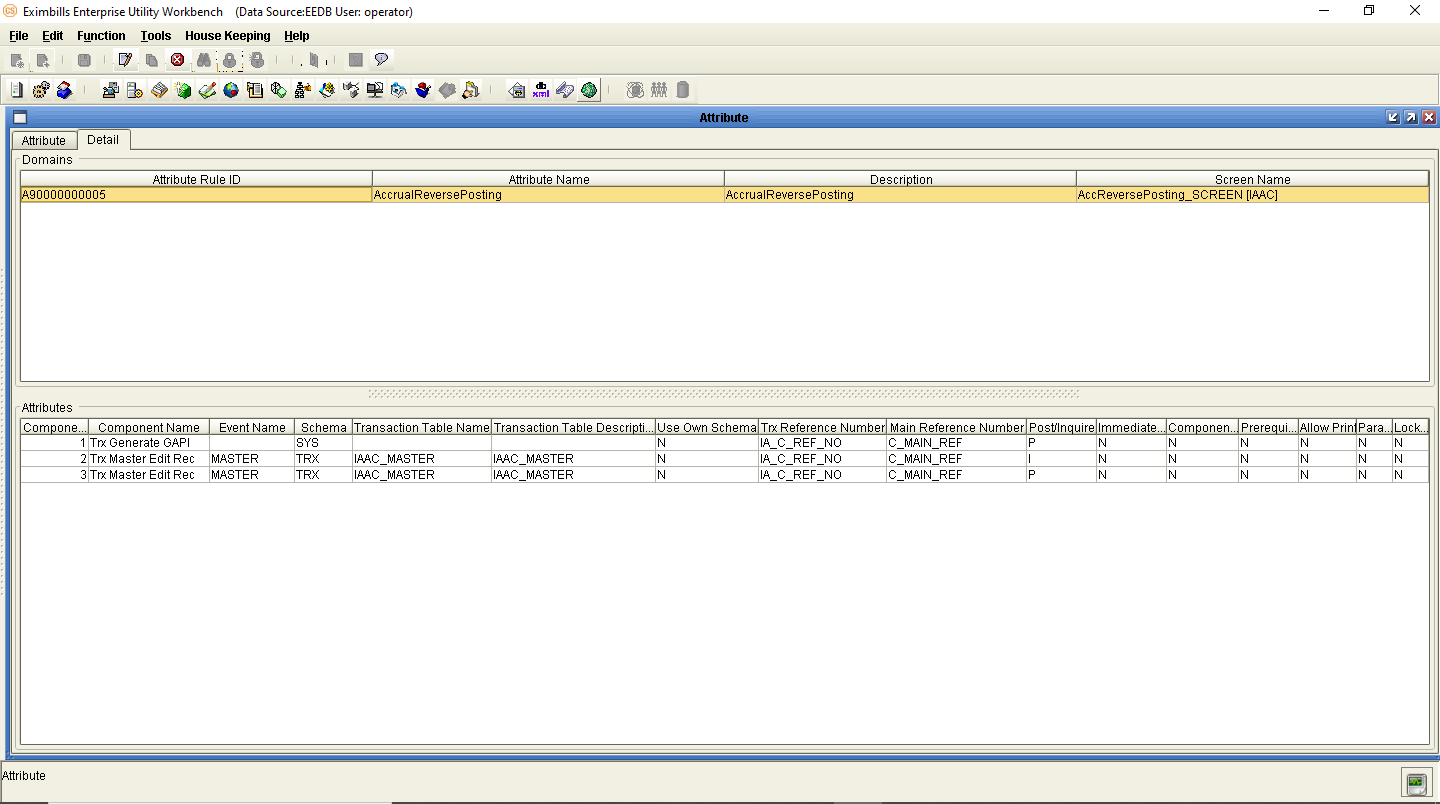 CS Eximbills Enterprise Utility Workbench (Data Source:EEDB User: operator)
File Edit Function Tools House Keeping Help
xml
Attribute
Attribute Detail
Domains
Attribute Rule ID Attribute Name Description Screen Name
A90000000005 AccrualReversePosting AccrualReversePosting AccReversePosting_SCREEN [IAAC]
Attributes
Compone... Component Name Event Name Schema Transaction Table Name Transaction Table Descripti... Use Own Schema Trx Reference Number Main Reference Number Post/Inquire Immediate... Componen... Prerequi... Allow Print Para... Lock...
1 Trx Generate GAPI SYS N IA_C_REF_NO C_MAIN_REF P N N N N N N
2 Trx Master Edit Rec MASTER TRX IAAC_MASTER IAAC_MASTER N IA_C_REF_NO C_MAIN_REF I N N N N N N
3 Trx Master Edit Rec MASTER TRX IAAC_MASTER IAAC_MASTER N IA_C_REF_NO C_MAIN_REF P N N N N N N
Attribute